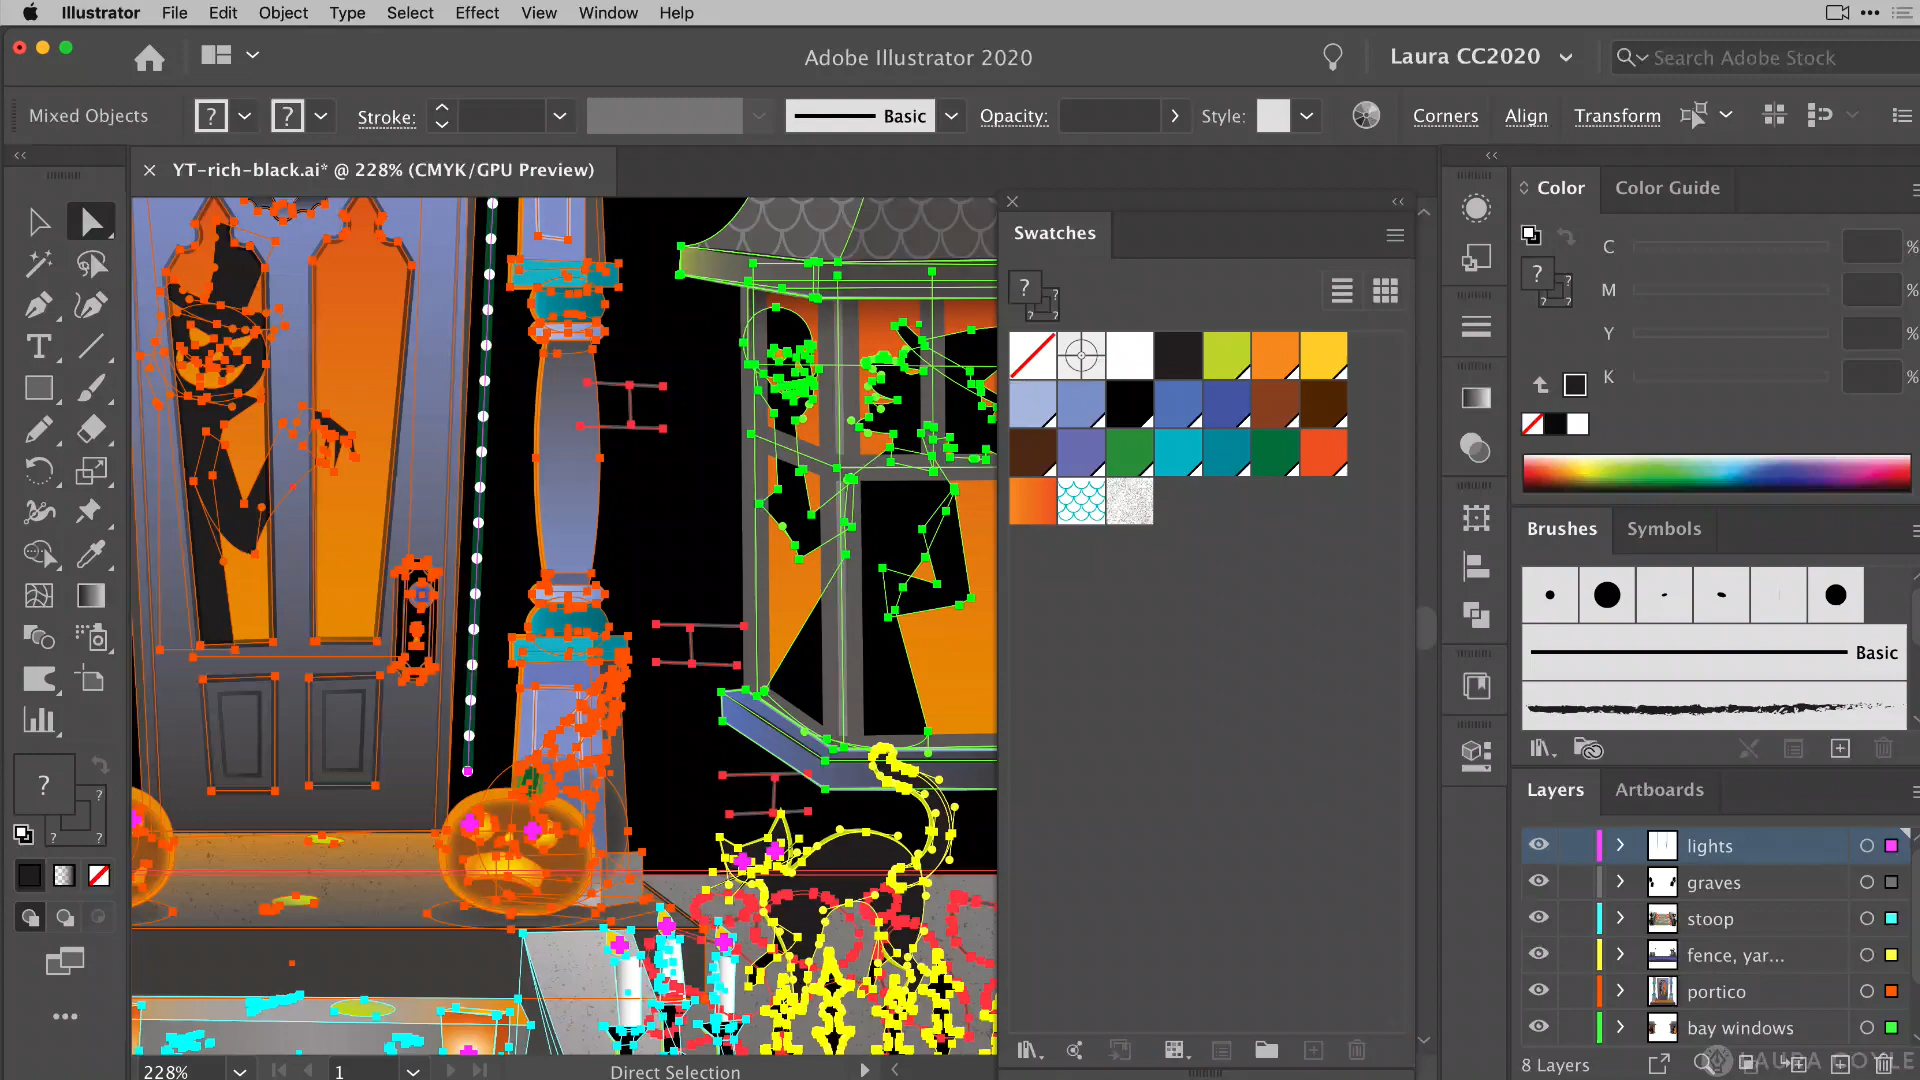 Illustrator File Edit Object Type Select Effect View Window Help
Adobe Illustrator 2020
Laura CC2020
Search Adobe Stock
Mixed Objects
?
?
Stroke:
Basic
Opacity:
Style:
Corners
Align
Transform
YT-rich-black.ai* @ 228% (CMYK/GPU Preview)
Swatches
?
?
? ?
Color
Color Guide
C %
M %
Y %
K %
?
?
? ?
Brushes
Symbols
Basic
Layers
Artboards
lights
graves
stoop
fence, yar...
portico
bay windows
8 Layers
?
?
? ?
228%
1
Direct Selection
LAURA COYLE